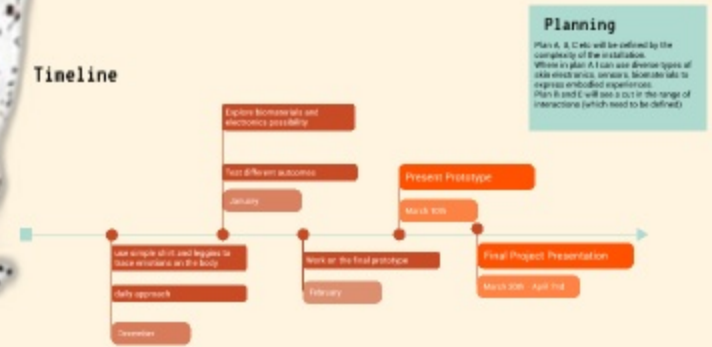 Planning
Plan A, B, C etc will be defined by the
complexity of the installation.
Where in plan A I can use diverse types of
skin electronics, sensors, biomaterials to
express embodied experiences.
Plan B and C will see a cut in the range of
interactions (which need to be defined)
Timeline
Explore biomaterials and
electronics possibility
Test different outcomes
January
Present Prototype
March 10th
use simple shirt and leggins to
trace emotions on the body
daily approach
December
Work on the final prototype
February
Final Project Presentation
March 30th - April 2nd